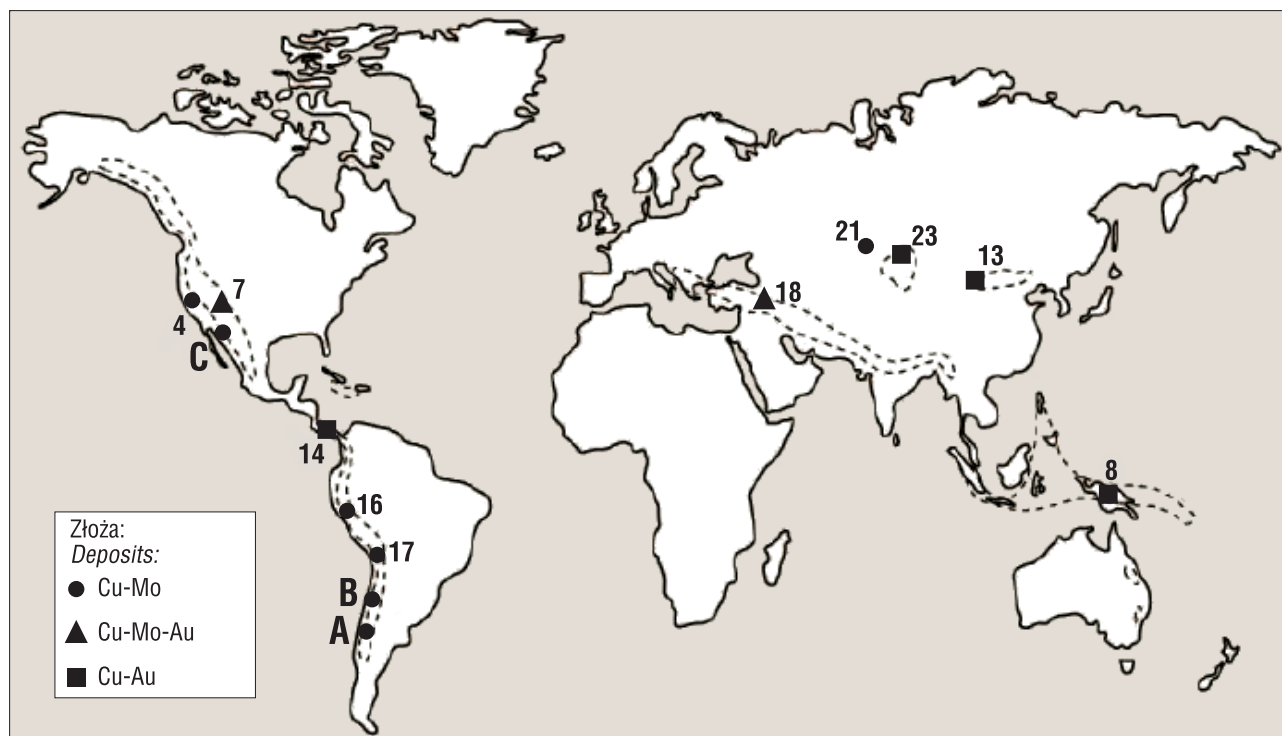 21
23
13
7
18
4
C
14
8
16
17
B
A
Złoża:
Deposits:
Cu-Mo
Cu-Mo-Au
Cu-Au